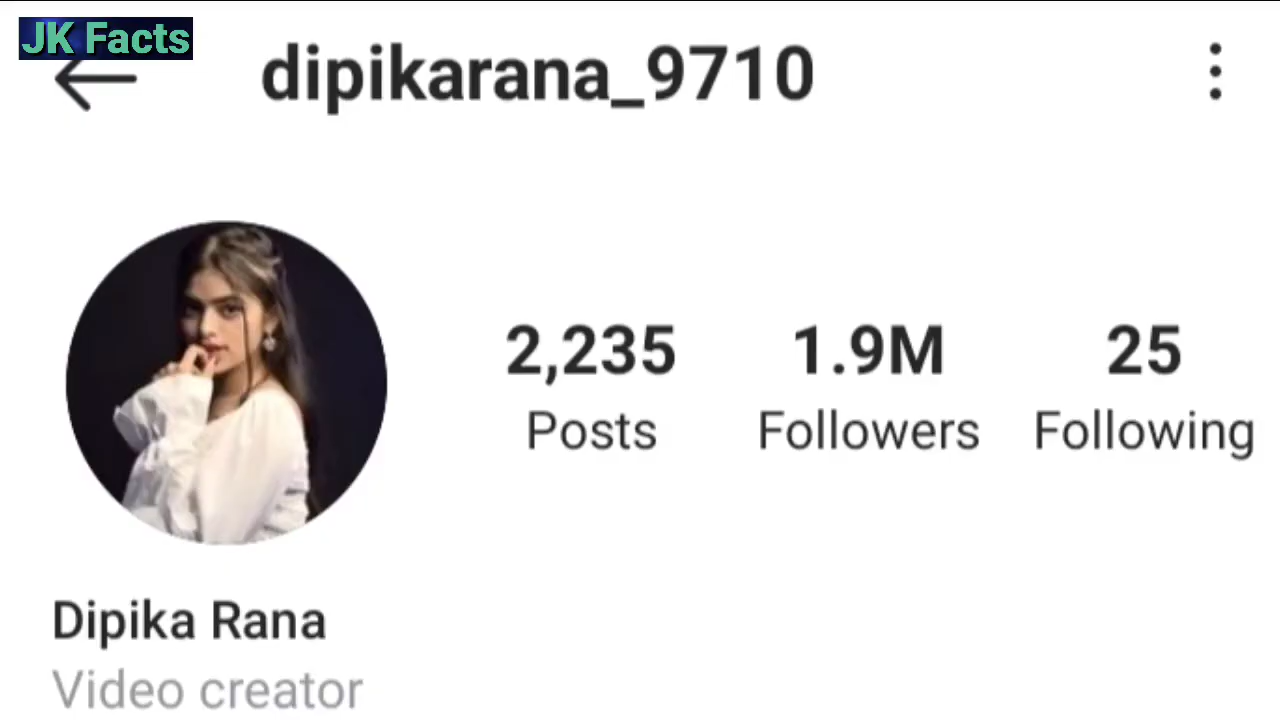 JK Facts
dipikarana_9710
2,235 1.9M 25
Posts Followers Following
Dipika Rana
Video creator